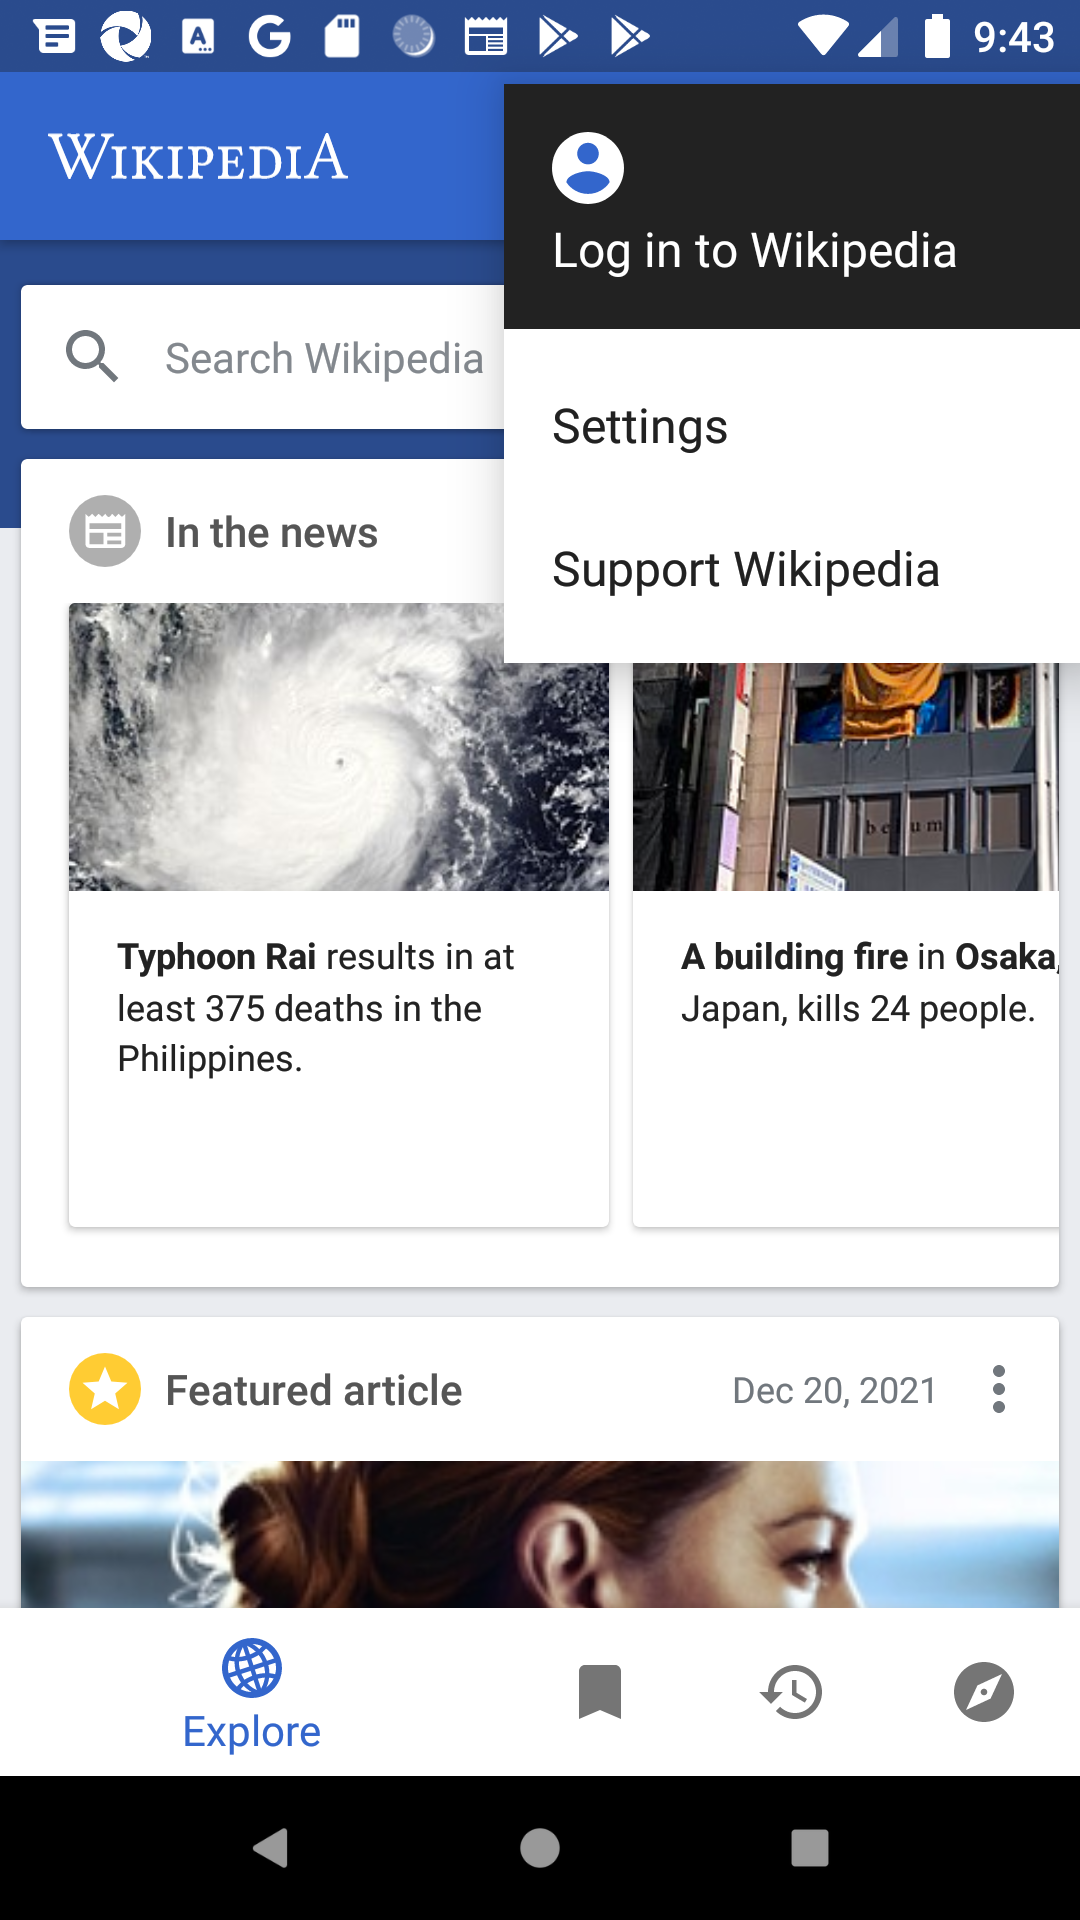 9:43
WIKIPEDIA
Log in to Wikipedia
Search Wikipedia
Settings
In the news
Support Wikipedia
Typhoon Rai results in at
least 375 deaths in the
Philippines.
A building fire in Osaka,
Japan, kills 24 people.
Featured article
Dec 20, 2021
Explore